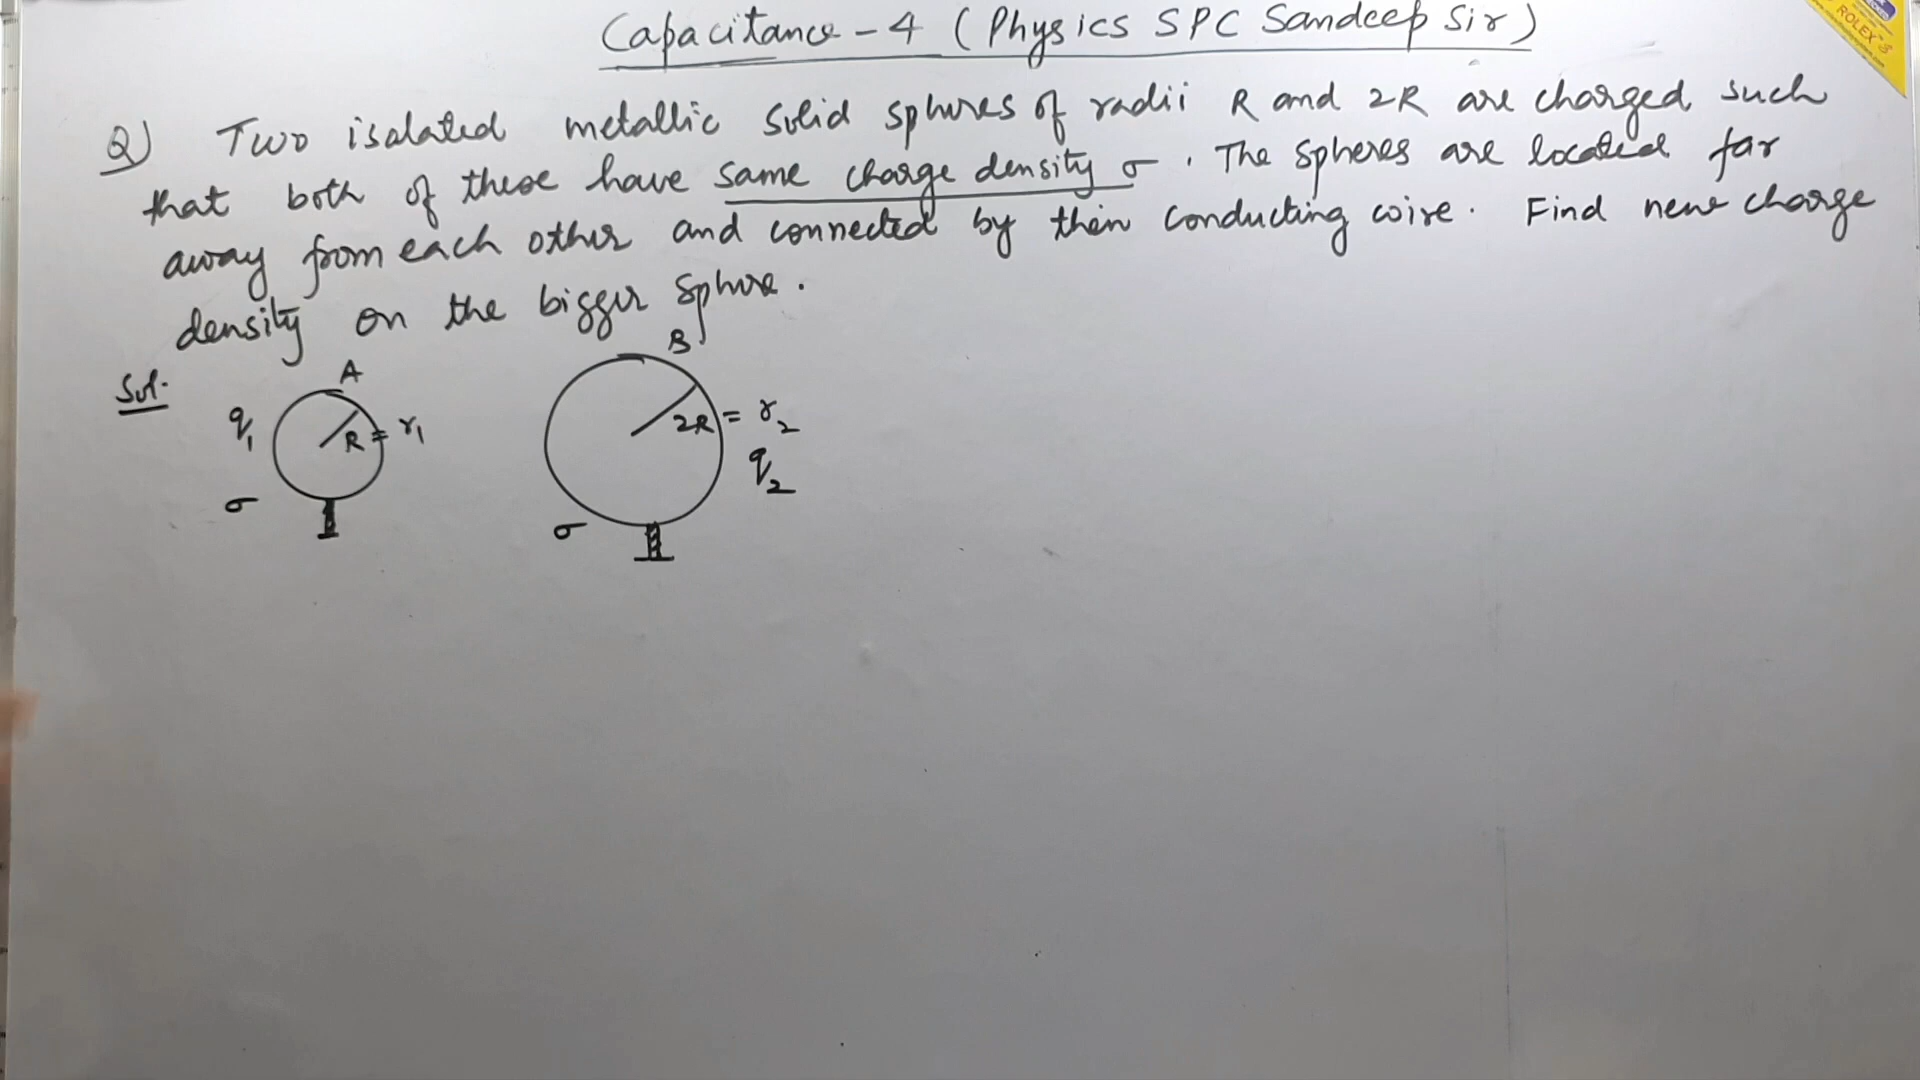 Capacitance - 4 (Physics SPC Sandeep Sir)
Q) Two isolated metallic solid spheres of radii R and 2R are charged such
that both of these have same charge density σ. The spheres are located far
away from each other and connected by thin conducting wire. Find new charge
density on the bigger sphere.
Sol.
A
B
q1
R = r1
2R = r2
q2
σ
σ
ROLEX